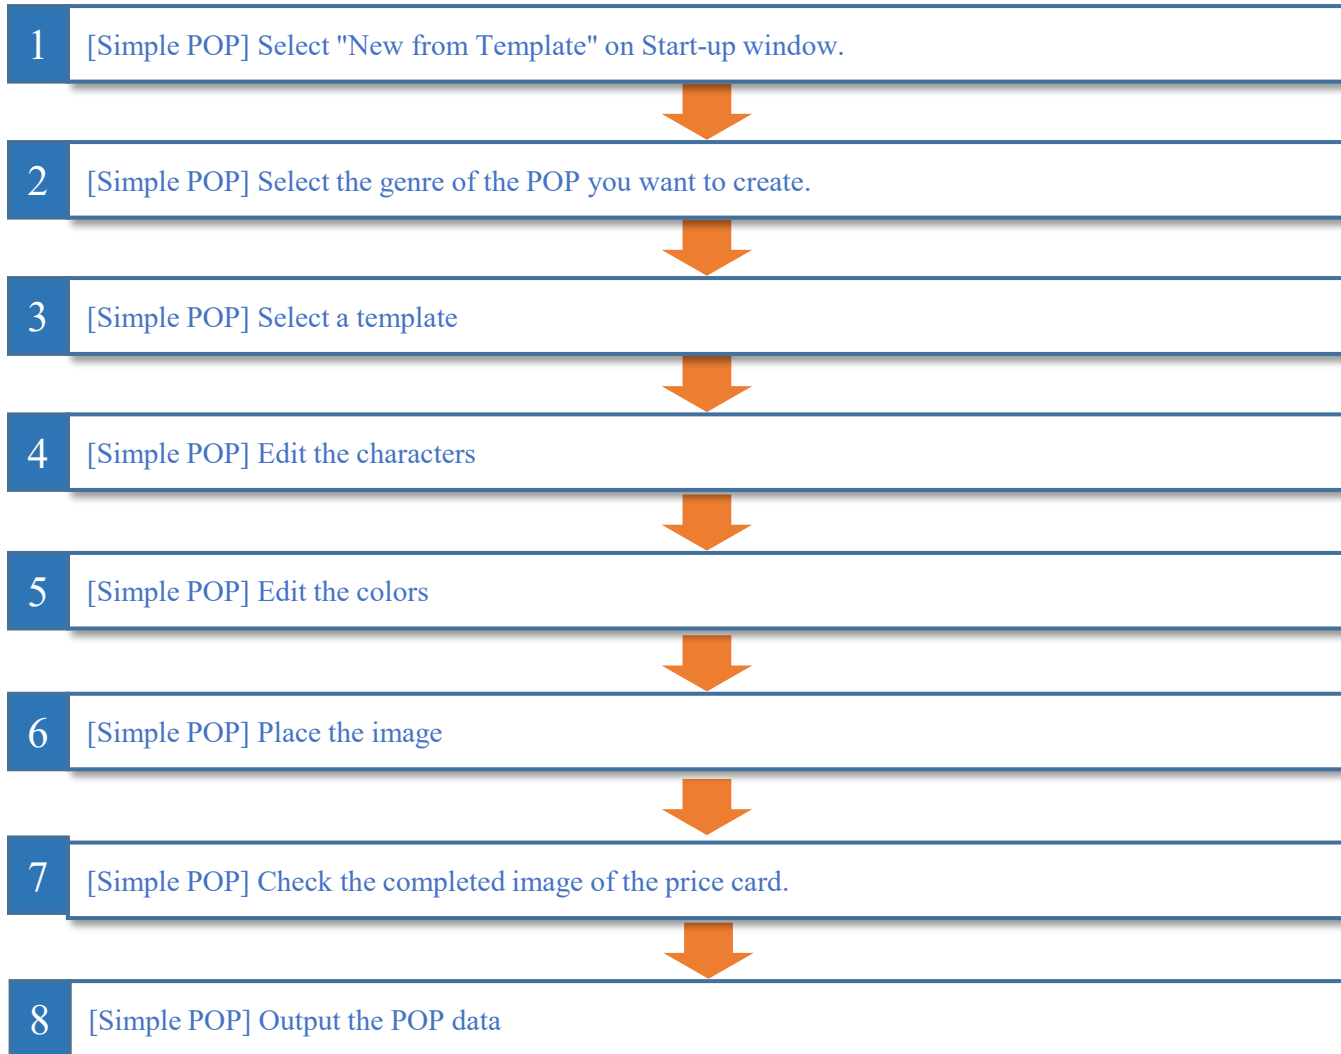 1 [Simple POP] Select "New from Template" on Start-up window.
2 [Simple POP] Select the genre of the POP you want to create.
3 [Simple POP] Select a template
4 [Simple POP] Edit the characters
5 [Simple POP] Edit the colors
6 [Simple POP] Place the image
7 [Simple POP] Check the completed image of the price card.
8 [Simple POP] Output the POP data